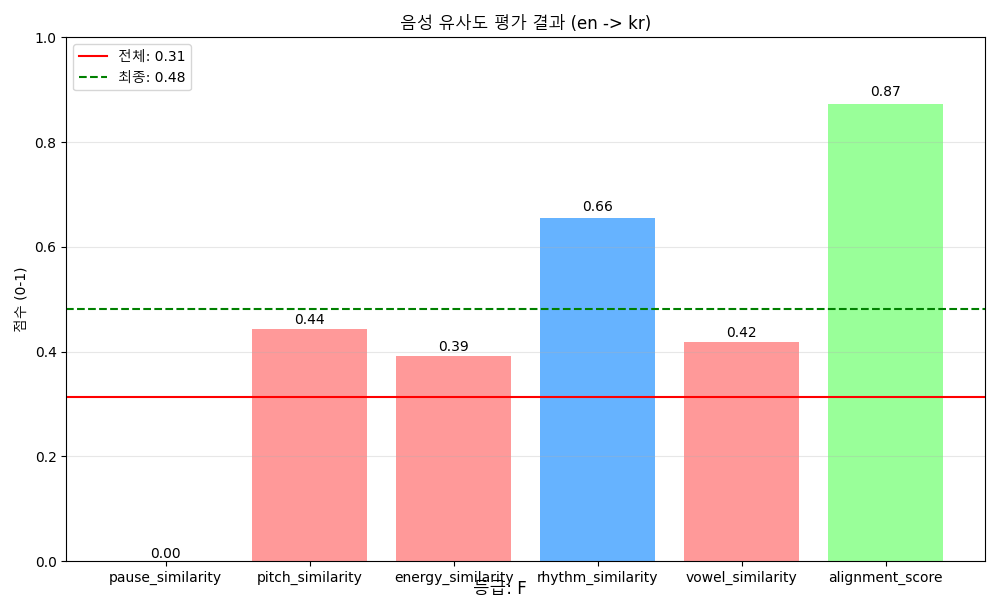 음성 유사도 평가 결과 (en -> kr)
전체: 0.31
최종: 0.48
점수 (0-1)
1.0
0.8
0.6
0.4
0.2
0.0
0.00
0.44
0.39
0.66
0.42
0.87
pause_similarity pitch_similarity energy_similarity rhythm_similarity vowel_similarity alignment_score
등급: F